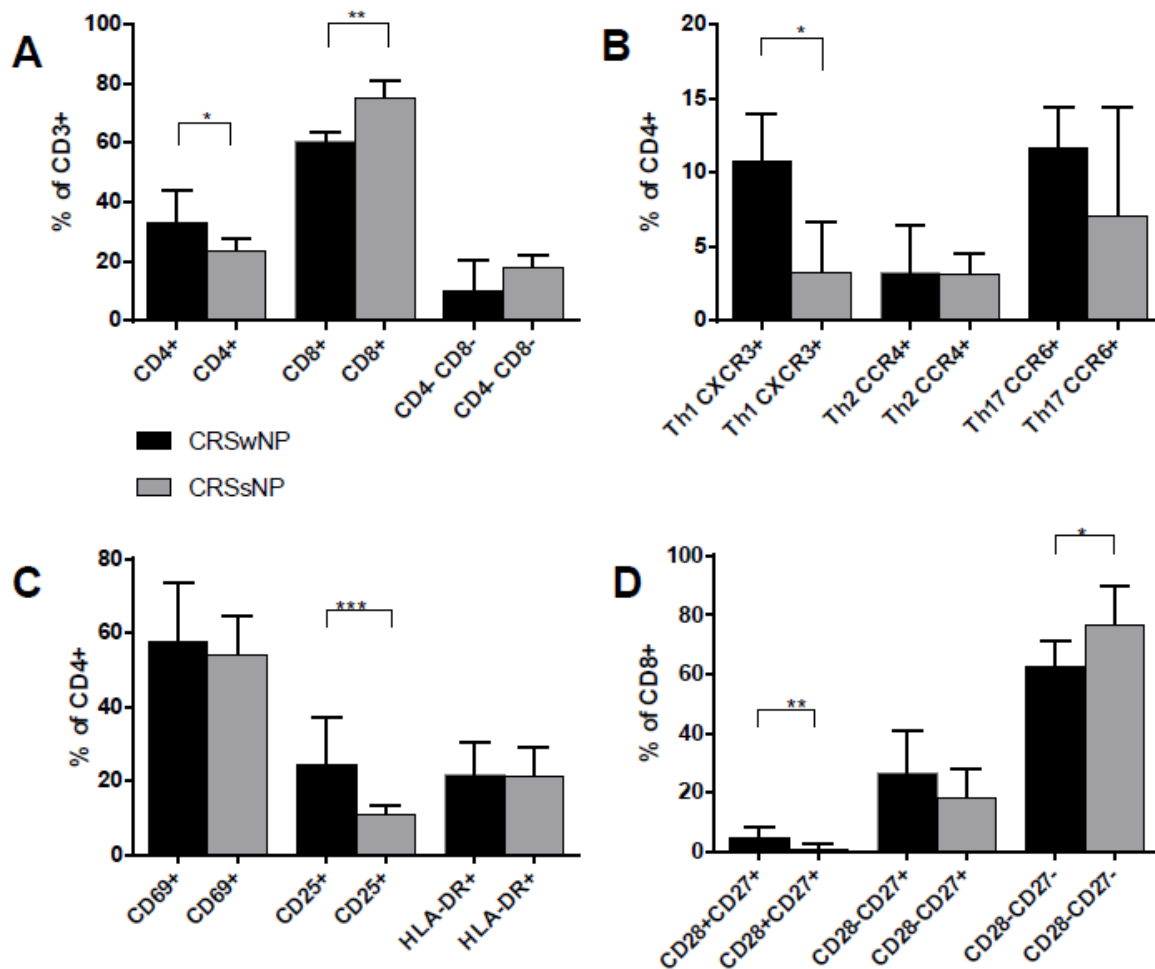 A
% of CD3+
100
80
60
40
20
0
*
**
CD4+
CD4+
CD8+
CD8+
CD4- CD8-
CD4- CD8-
CRSwNP
CRSsNP
B
% of CD4+
20
15
10
5
0
*
Th1 CXCR3+
Th1 CXCR3+
Th2 CCR4+
Th2 CCR4+
Th17 CCR6+
Th17 CCR6+
C
% of CD4+
80
60
40
20
0
***
CD69+
CD69+
CD25+
CD25+
HLA-DR+
HLA-DR+
D
% of CD8+
100
80
60
40
20
0
**
*
CD28+CD27+
CD28+CD27+
CD28-CD27+
CD28-CD27+
CD28-CD27-
CD28-CD27-